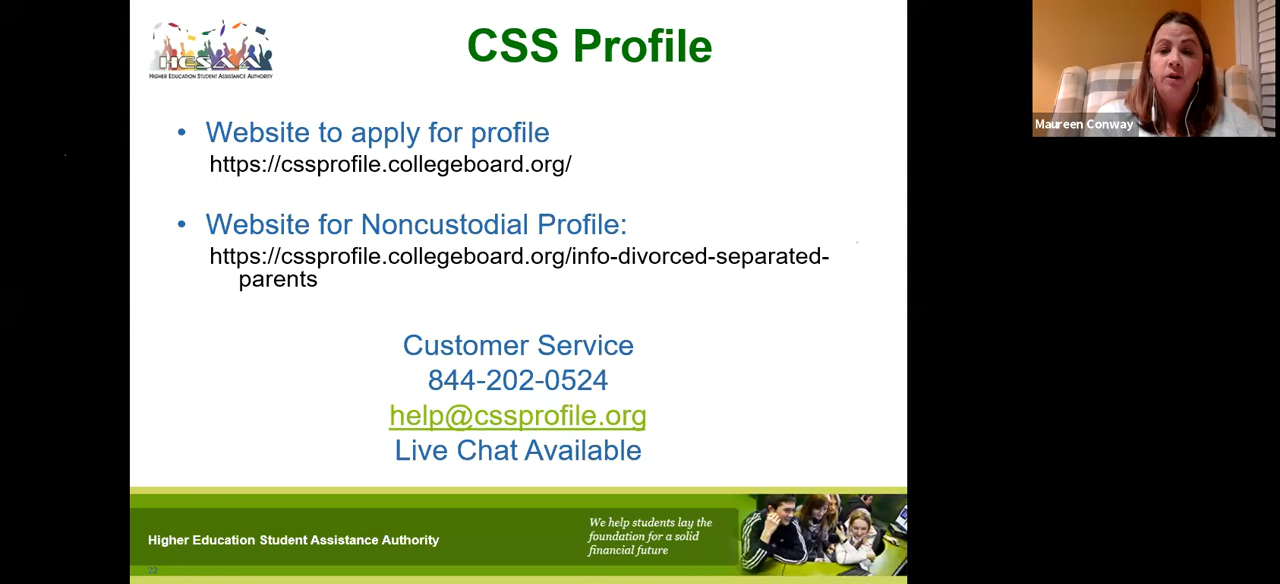 HESAA
HIGHER EDUCATION STUDENT ASSISTANCE AUTHORITY
CSS Profile
Maureen Conway
• Website to apply for profile
https://cssprofile.collegeboard.org/
• Website for Noncustodial Profile:
https://cssprofile.collegeboard.org/info-divorced-separated-
parents
Customer Service
844-202-0524
help@cssprofile.org
Live Chat Available
Higher Education Student Assistance Authority
We help students lay the
foundation for a solid
financial future
22